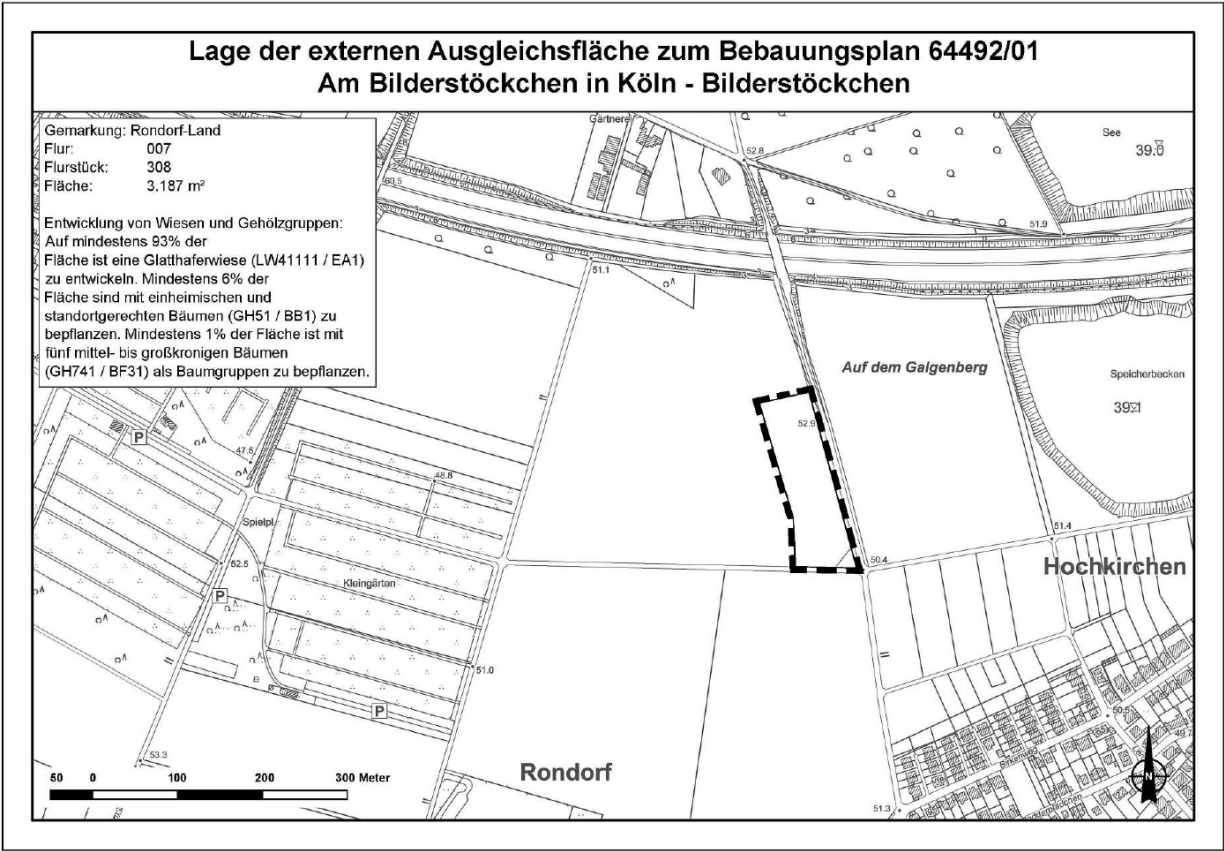 Lage der externen Ausgleichsfläche zum Bebauungsplan 64492/01
Am Bilderstöckchen in Köln - Bilderstöckchen
Gemarkung: Rondorf-Land
Flur: 007
Flurstück: 308
Fläche: 3.187 m²
Entwicklung von Wiesen und Gehölzgruppen:
Auf mindestens 93% der
Fläche ist eine Glatthaferwiese (LW41111 / EA1)
zu entwickeln. Mindestens 6% der
Fläche sind mit einheimischen und
standortgerechten Bäumen (GH51 / BB1) zu
bepflanzen. Mindestens 1% der Fläche ist mit
fünf mittel- bis großkronigen Bäumen
(GH741 / BF31) als Baumgruppen zu bepflanzen.
Gärtnere
52.8
See
39.0
60.5
51.9
51.1
Auf dem Galgenberg
Speicherbecken
52.9
P
47.5
48.8
Spielpl.
51.4
50.4
Hochkirchen
52.5
Kleingärten
P
51.0
P
50.5
49.7
53.3
Rondorf
50 0 100 200 300 Meter
N
51.3